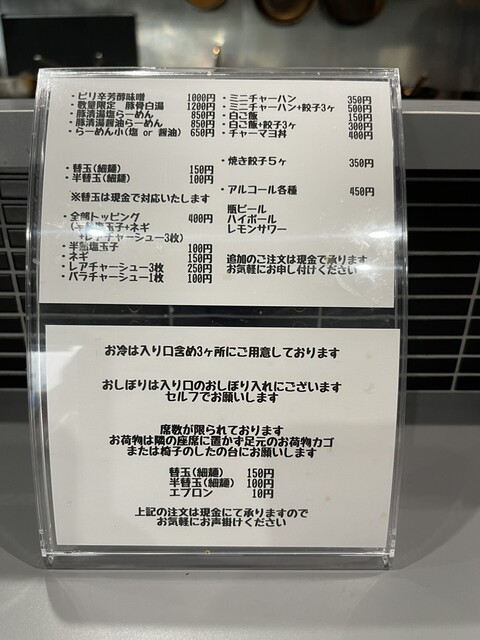 ・ピリ辛芳醇味噌 1000円
・数量限定 豚骨白湯 1200円
・豚清湯塩らーめん 850円
・豚清湯醤油らーめん 850円
・らーめん小(塩 or 醤油) 650円
・替玉(細麺) 150円
・半替玉(細麺) 100円
※替玉は現金で対応いたします
・全部トッピング 400円
(半熟塩玉子+ネギ
+レアチャーシュー3枚)
・半熟塩玉子 100円
・ネギ 150円
・レアチャーシュー3枚 250円
・バラチャーシュー1枚 100円
・ミニチャーハン 350円
・ミニチャーハン+餃子3ヶ 500円
・白ご飯 150円
・白ご飯+餃子3ヶ 300円
・チャーマヨ丼 400円
・焼き餃子5ヶ 350円
・アルコール各種 450円
瓶ビール
ハイボール
レモンサワー
追加のご注文は現金で承ります
お気軽にお申し付けください
お冷は入り口含め3ヶ所にご用意しております
おしぼりは入り口のおしぼり入れにございます
セルフでお願いします
席数が限られております
お荷物は隣の座席に置かず足元のお荷物カゴ
または椅子のしたの台にお願いします
替玉(細麺) 150円
半替玉(細麺) 100円
エプロン 10円
上記の注文は現金にて承りますので
お気軽にお声掛けください